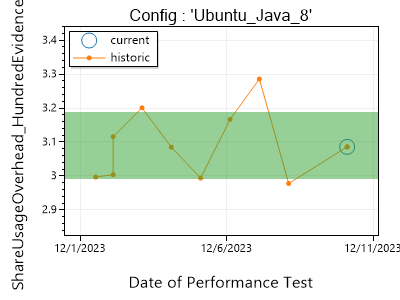 Config : 'Ubuntu_Java_8'
current
historic
ShareUsageOverhead_HundredEvidence
3.4
3.3
3.2
3.1
3
2.9
12/1/2023
12/6/2023
12/11/2023
Date of Performance Test